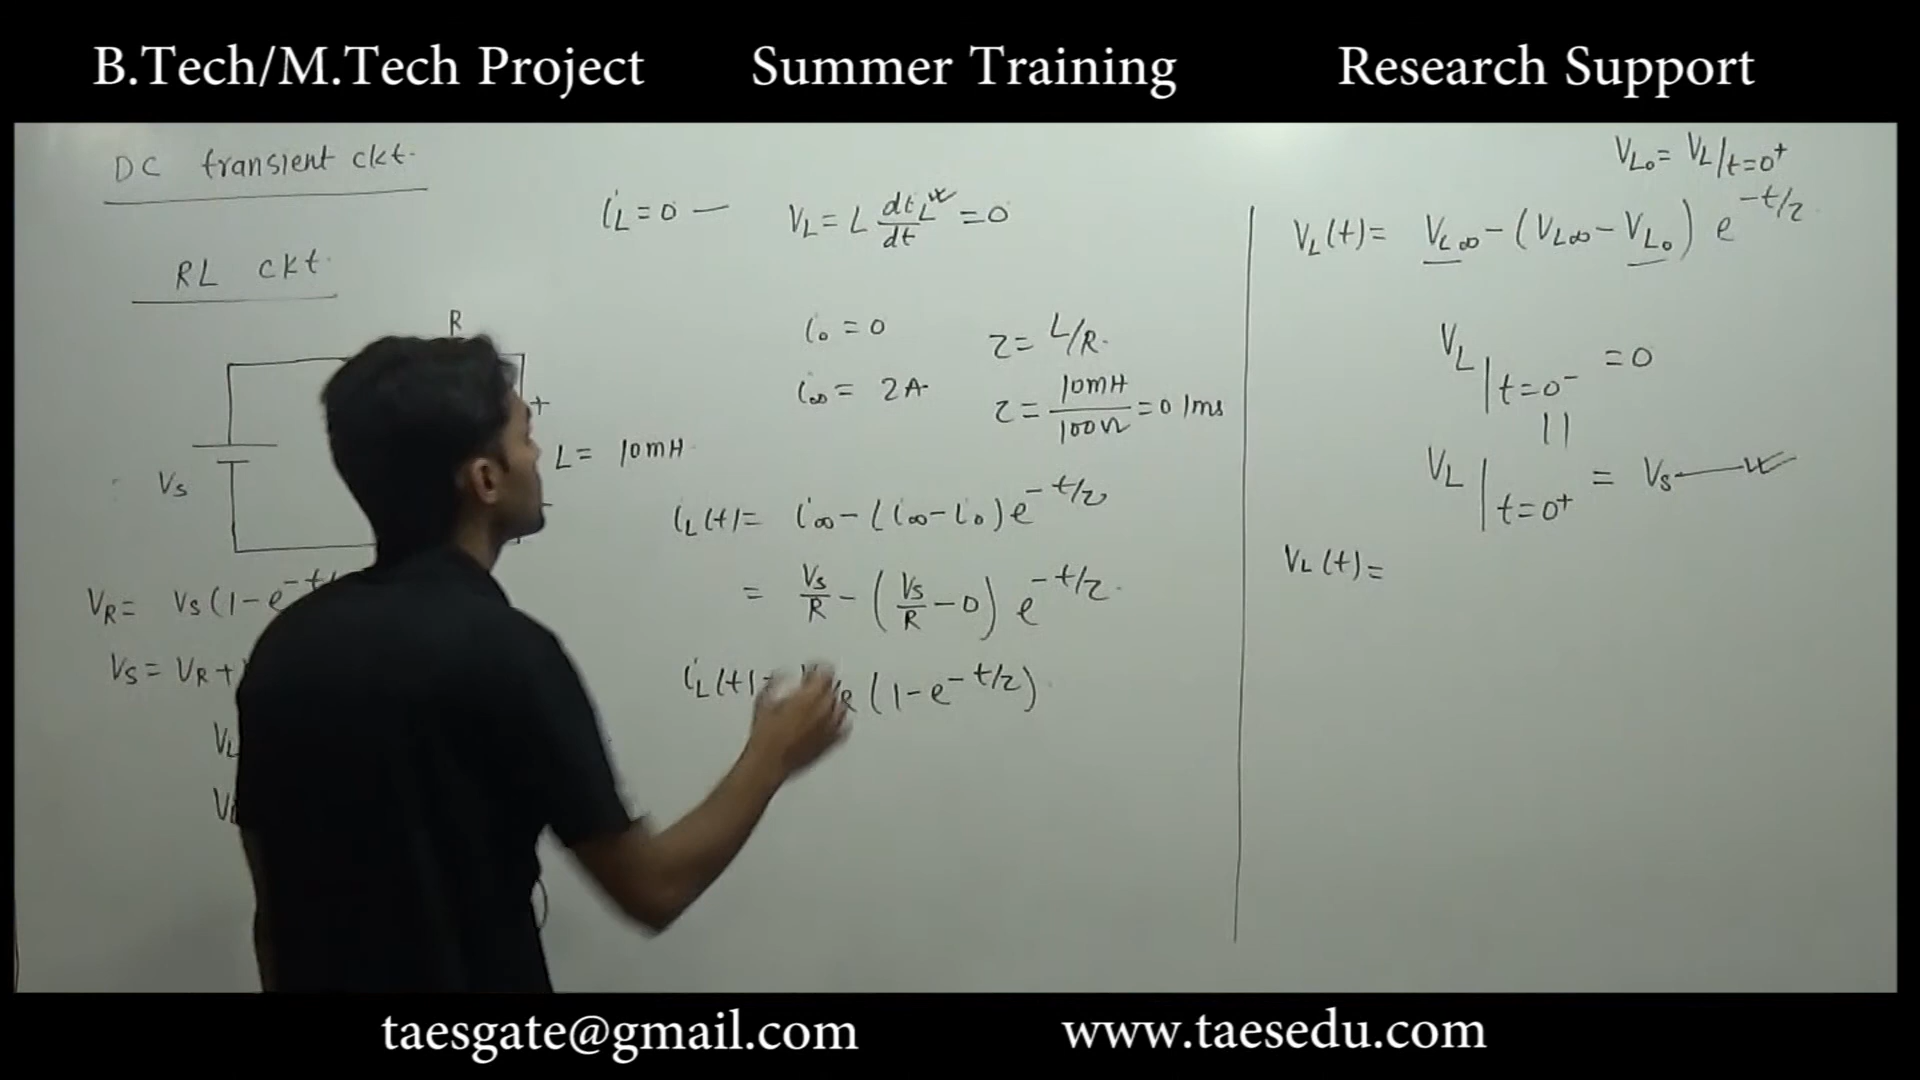 B.Tech/M.Tech Project Summer Training Research Support
DC transient ckt.
RL ckt.
R
+
L = 10mH
Vs
VR = Vs(1-e^-t/
Vs = VR +
VL
iL = 0 — VL = L diL/dt = 0
i0 = 0
i∞ = 2A
τ = L/R.
τ = 10mH/100Ω = 0.1ms
iL(t) = i∞ - (i∞ - i0) e^-t/τ
= Vs/R - (Vs/R - 0) e^-t/τ.
iL(t) = Vs/R (1-e^-t/τ)
VL0 = VL|t=0+
VL(t) = VL∞ - (VL∞ - VL0) e^-t/τ
VL|t=0- = 0
||
VL|t=0+ = Vs
VL(t) =
taesgate@gmail.com www.taesedu.com